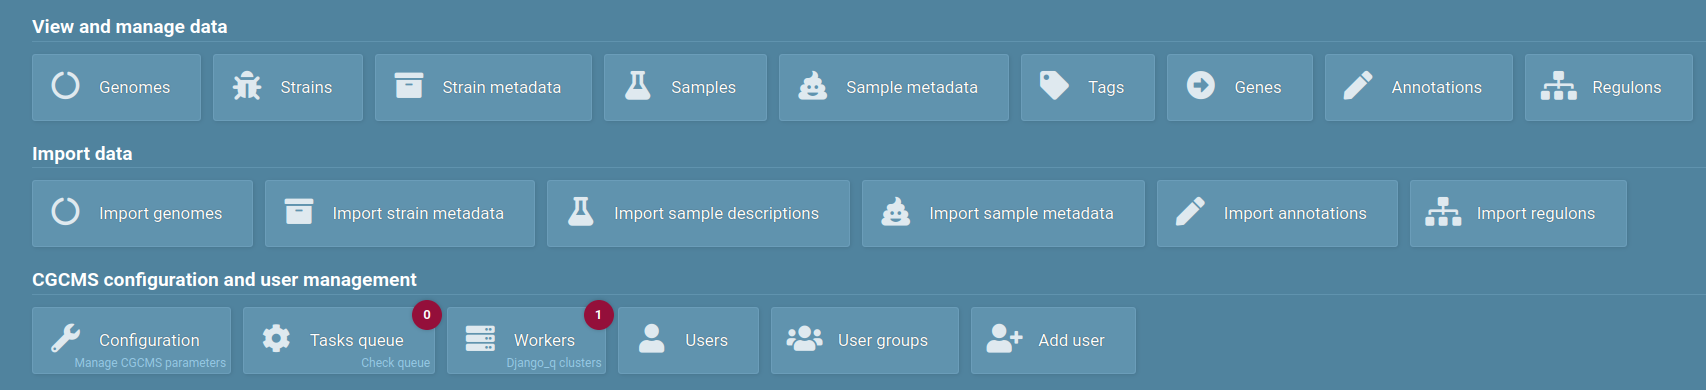 View and manage data
Genomes
Strains
Strain metadata
Samples
Sample metadata
Tags
Genes
Annotations
Regulons
Import data
Import genomes
Import strain metadata
Import sample descriptions
Import sample metadata
Import annotations
Import regulons
CGCMS configuration and user management
Configuration
Manage CGCMS parameters
0
Tasks queue
Check queue
1
Workers
Django_q clusters
Users
User groups
Add user